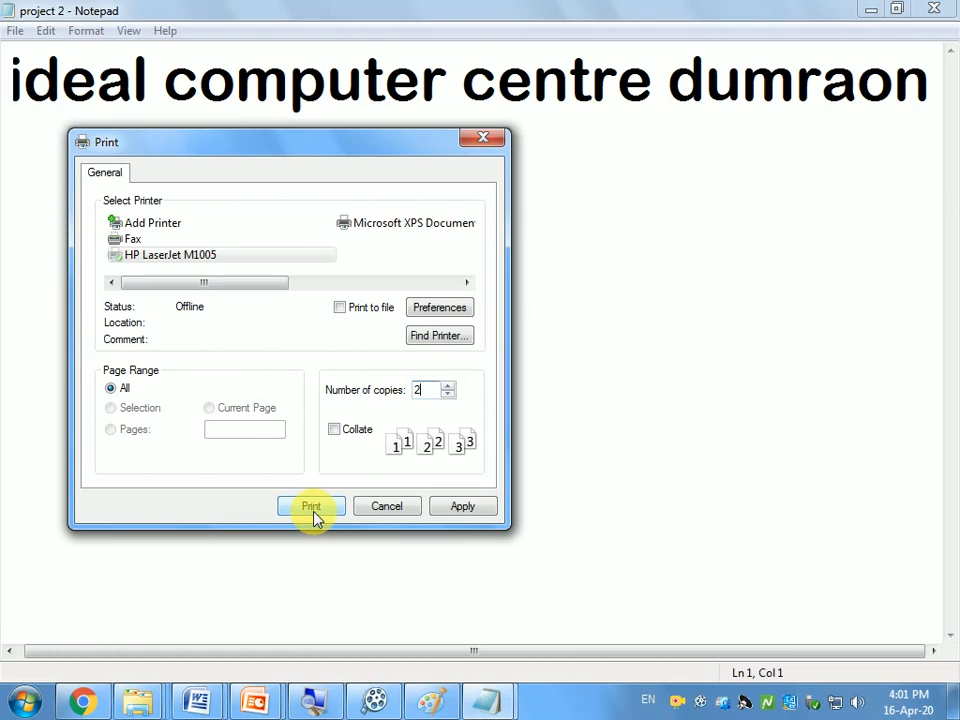 project 2 - Notepad
File Edit Format View Help
ideal computer centre dumraon
Print
General
Select Printer
Add Printer
Microsoft XPS Documen
Fax
HP LaserJet M1005
Status: Offline
Print to file
Preferences
Location:
Comment:
Find Printer...
Page Range
All
Selection
Current Page
Pages:
Number of copies: 2
Collate
1 1 2 2 3 3
Print
Cancel
Apply
Ln 1, Col 1
EN
4:01 PM
16-Apr-20